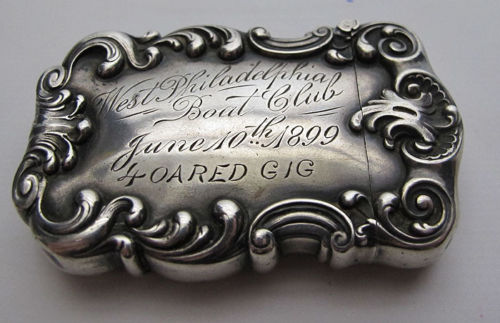 West Philadelphia
Boat Club
June 10th, 1899
4 OARED GIG